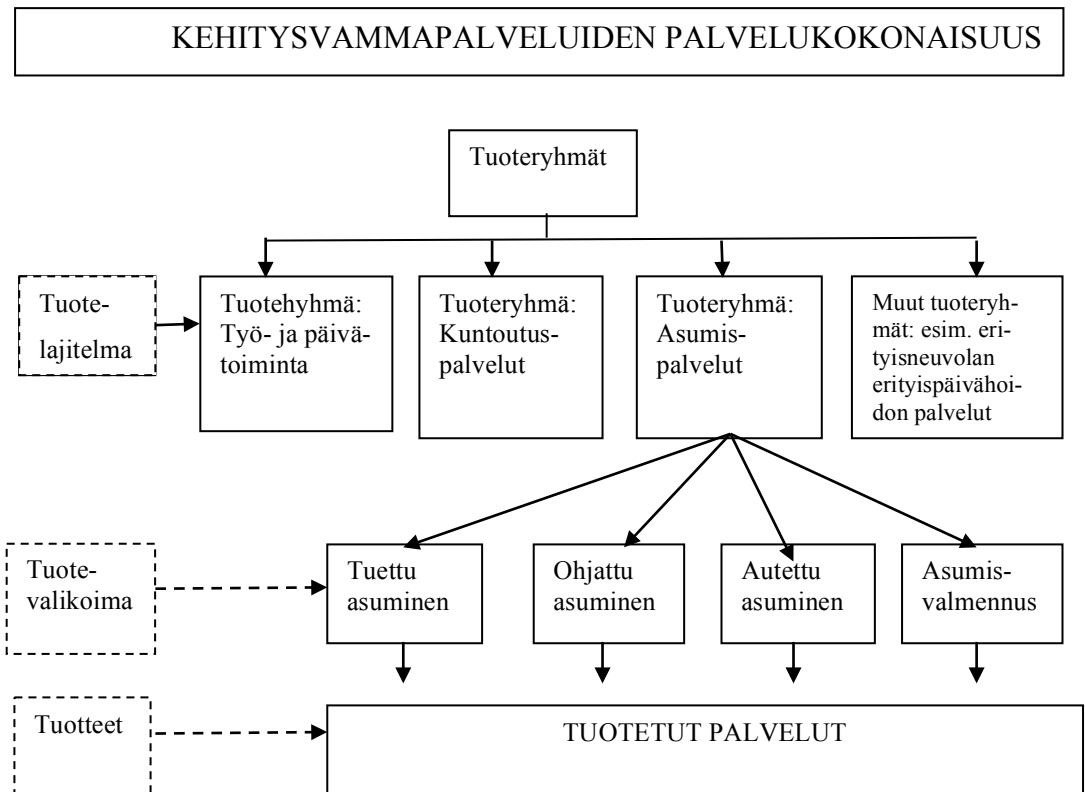 KEHITYSVAMMAPALVELUIDEN PALVELUKOKONAISUUS
Tuoteryhmät
Tuote-
lajitelma
Tuotehyhmä:
Työ- ja päivä-
toiminta
Tuoteryhmä:
Kuntoutus-
palvelut
Tuoteryhmä:
Asumis-
palvelut
Muut tuoteryh-
mät: esim. eri-
tyisneuvolan
erityispäivähoi-
don palvelut
Tuote-
valikoima
Tuettu
asuminen
Ohjattu
asuminen
Autettu
asuminen
Asumis-
valmennus
Tuotteet
TUOTETUT PALVELUT